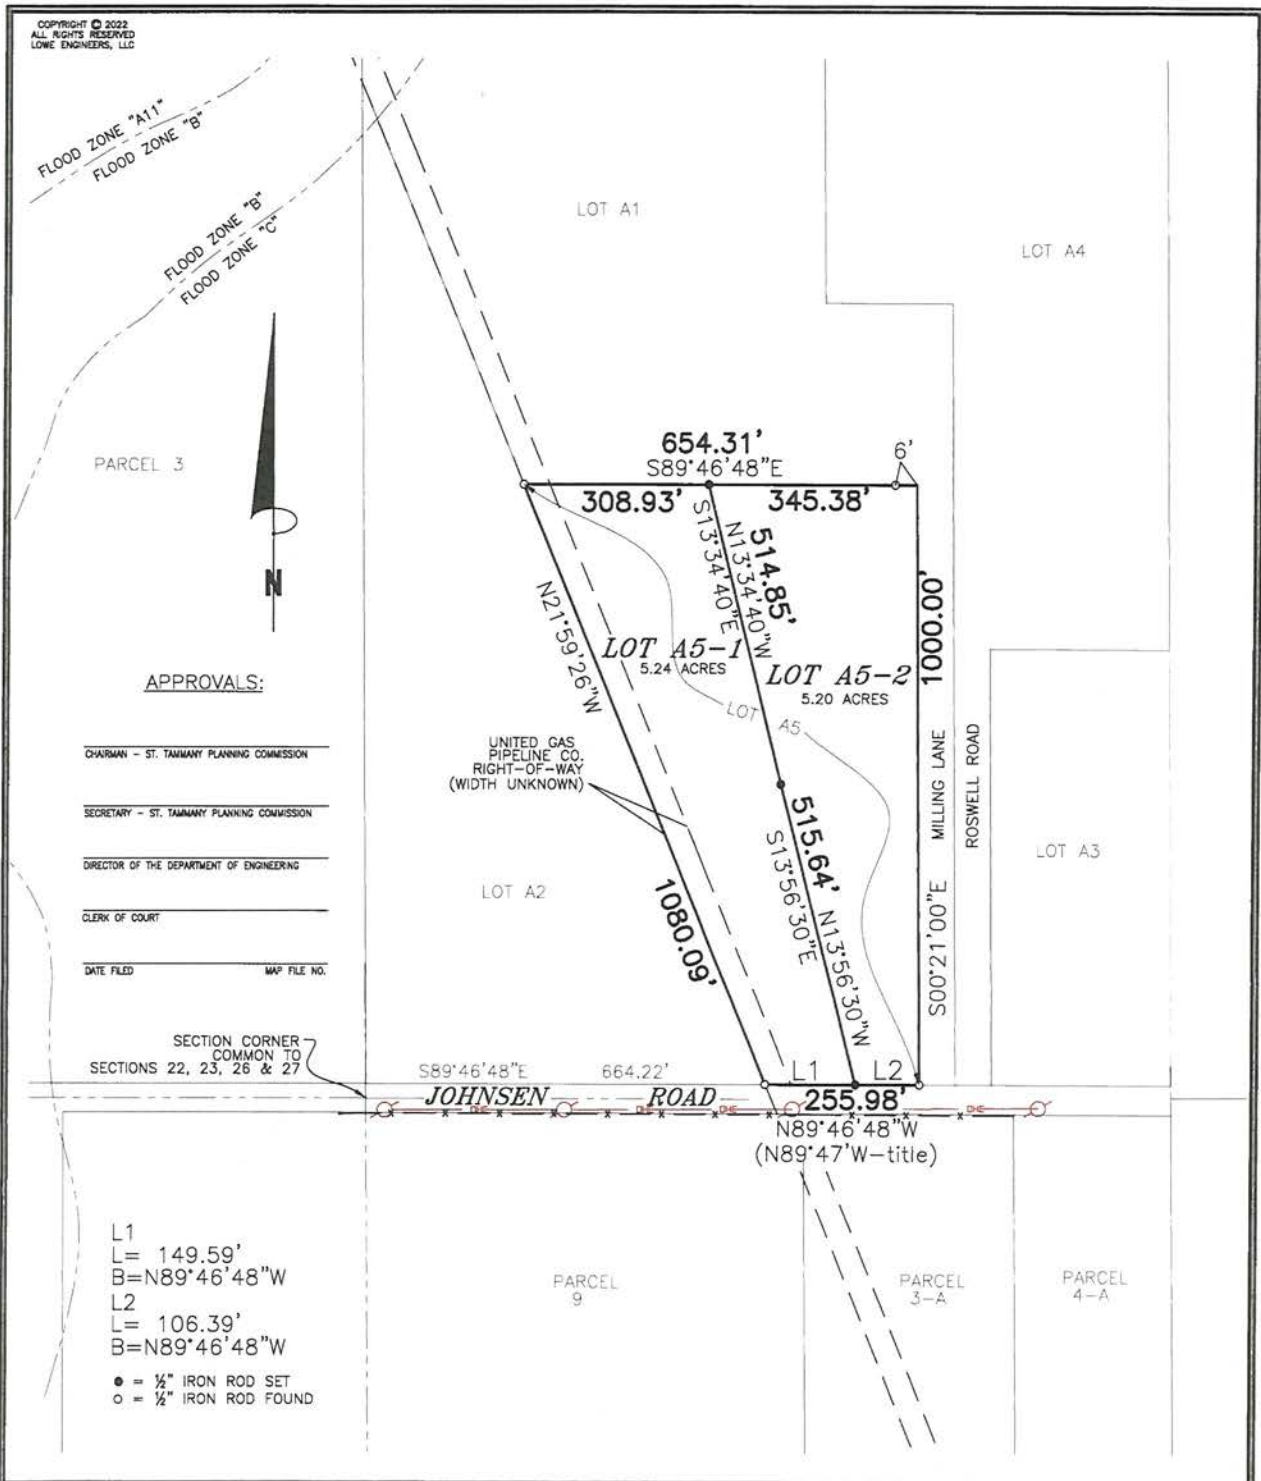 COPYRIGHT © 2022
ALL RIGHTS RESERVED
LOWE ENGINEERS, LLC
FLOOD ZONE "A11"
FLOOD ZONE "B"
FLOOD ZONE "B"
FLOOD ZONE "C"
LOT A1
LOT A4
PARCEL 3
N
654.31'
S89°46'48"E
308.93'
345.38'
6'
S13°34'40"E
N13°34'40"W
514.85'
N21°59'26"W
1000.00'
LOT A5-1
5.24 ACRES
LOT A5-2
5.20 ACRES
LOT A5
APPROVALS:
CHAIRMAN - ST. TAMMANY PLANNING COMMISSION
SECRETARY - ST. TAMMANY PLANNING COMMISSION
DIRECTOR OF THE DEPARTMENT OF ENGINEERING
CLERK OF COURT
DATE FILED MAP FILE NO.
UNITED GAS
PIPELINE CO.
RIGHT-OF-WAY
(WIDTH UNKNOWN)
MILLING LANE
ROSWELL ROAD
LOT A3
LOT A2
1080.09'
515.64'
S13°56'30"E
N13°56'30"W
S00°21'00"E
SECTION CORNER
COMMON TO
SECTIONS 22, 23, 26 & 27
S89°46'48"E 664.22'
JOHNSEN ROAD
L1 L2
255.98'
N89°46'48"W
(N89°47'W-title)
L1
L= 149.59'
B=N89°46'48"W
L2
L= 106.39'
B=N89°46'48"W
● = ½" IRON ROD SET
○ = ½" IRON ROD FOUND
PARCEL
9
PARCEL
3-A
PARCEL
4-A